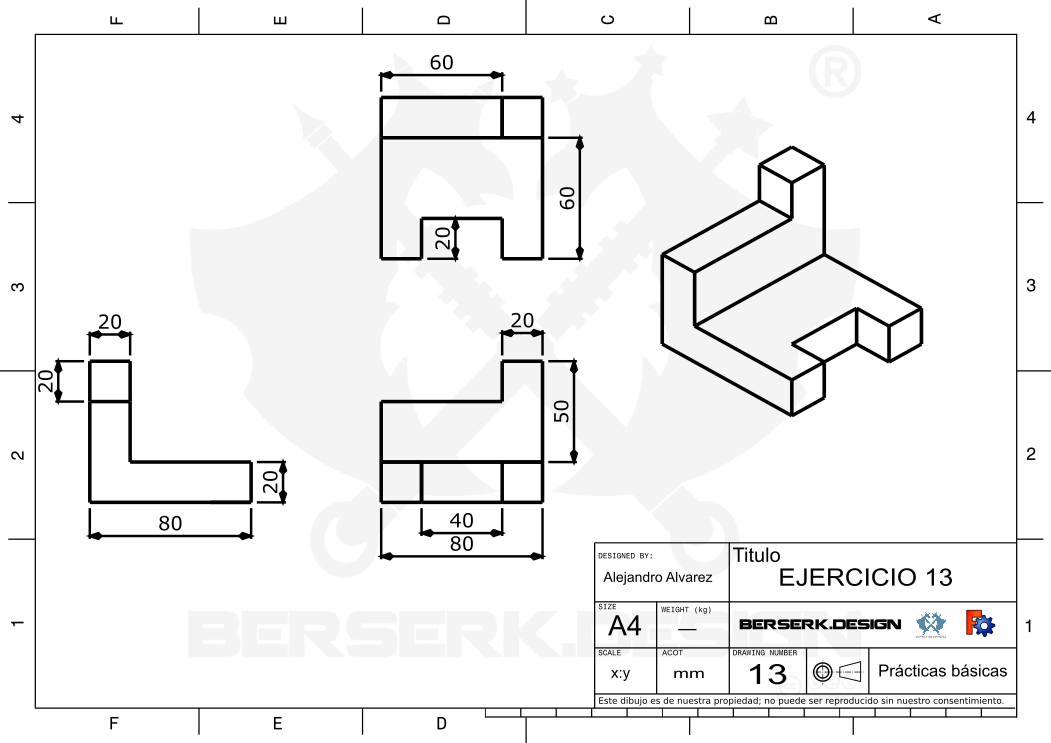 F E D C B A
4 4
3 3
2 2
1 1
®
60
60
20
20
20
20
20
80
50
40
80
DESIGNED BY:
Alejandro Alvarez
Titulo
EJERCICIO 13
SIZE
A4
WEIGHT (kg)
—
BERSERK.DESIGN
SCALE
x:y
ACOT
mm
DRAWING NUMBER
13
Prácticas básicas
Este dibujo es de nuestra propiedad; no puede ser reproducido sin nuestro consentimiento.
BERSERK.DESIGN
F E D